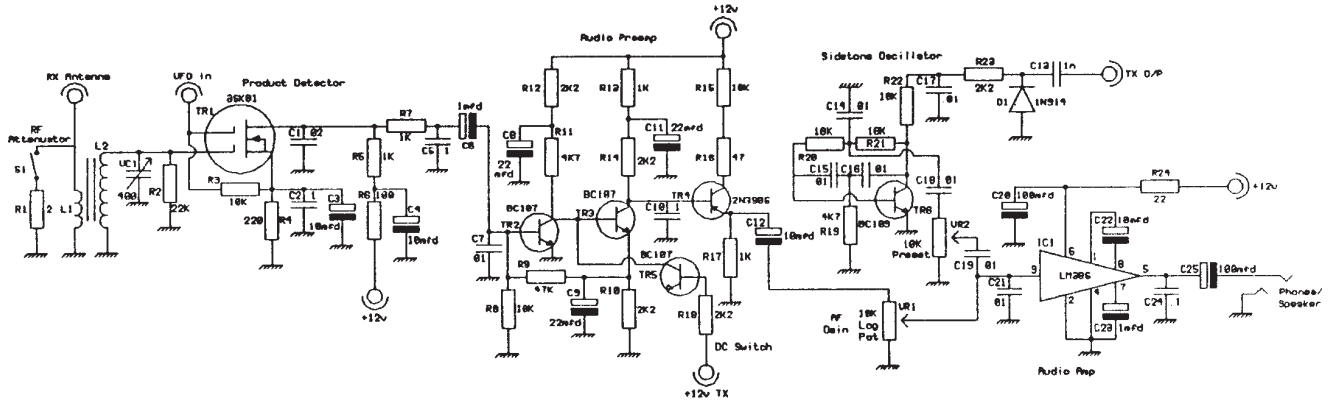 RX Antenna
RF
Attenuator
S1
R1
2
L1
L2
VC1
400
R2
22K
VFO in
Product Detector
3SK81
TR1
R3
10K
220
R4
C1
02
C2
.1
C3
10mfd
R5
1K
R6
100
C4
10mfd
+12v
R7
1K
C5
1mfd
C6
C7
01
Audio Preamp
+12v
R12
2K2
C8
22
mfd
R11
4K7
R13
1K
C11
22mfd
R14
2K2
R15
10K
R16
47
BC107
TR2
BC107
TR3
C10
1
TR4
2N3906
BC107
TR5
R9
47K
R8
10K
C9
22mfd
R10
2K2
R18
2K2
DC Switch
+12v TX
R17
1K
C12
10mfd
AF
Gain
VR1
10K
Log
Pot
Sidetone Oscillator
R22
10K
C17
.01
R23
2K2
C13
1n
TX O/P
D1
1N914
C14
01
10K
R20
10K
R21
C15
01
C16
01
4K7
R19
TR6
BC109
C18
01
VR2
10K
Preset
C19
01
C20
100mfd
R24
22
+12v
C22
10mfd
IC1
LM386
6
1
8
3
5
2
4
7
C21
01
C23
1mfd
C24
.1
C25
100mfd
Phones/
Speaker
Audio Amp